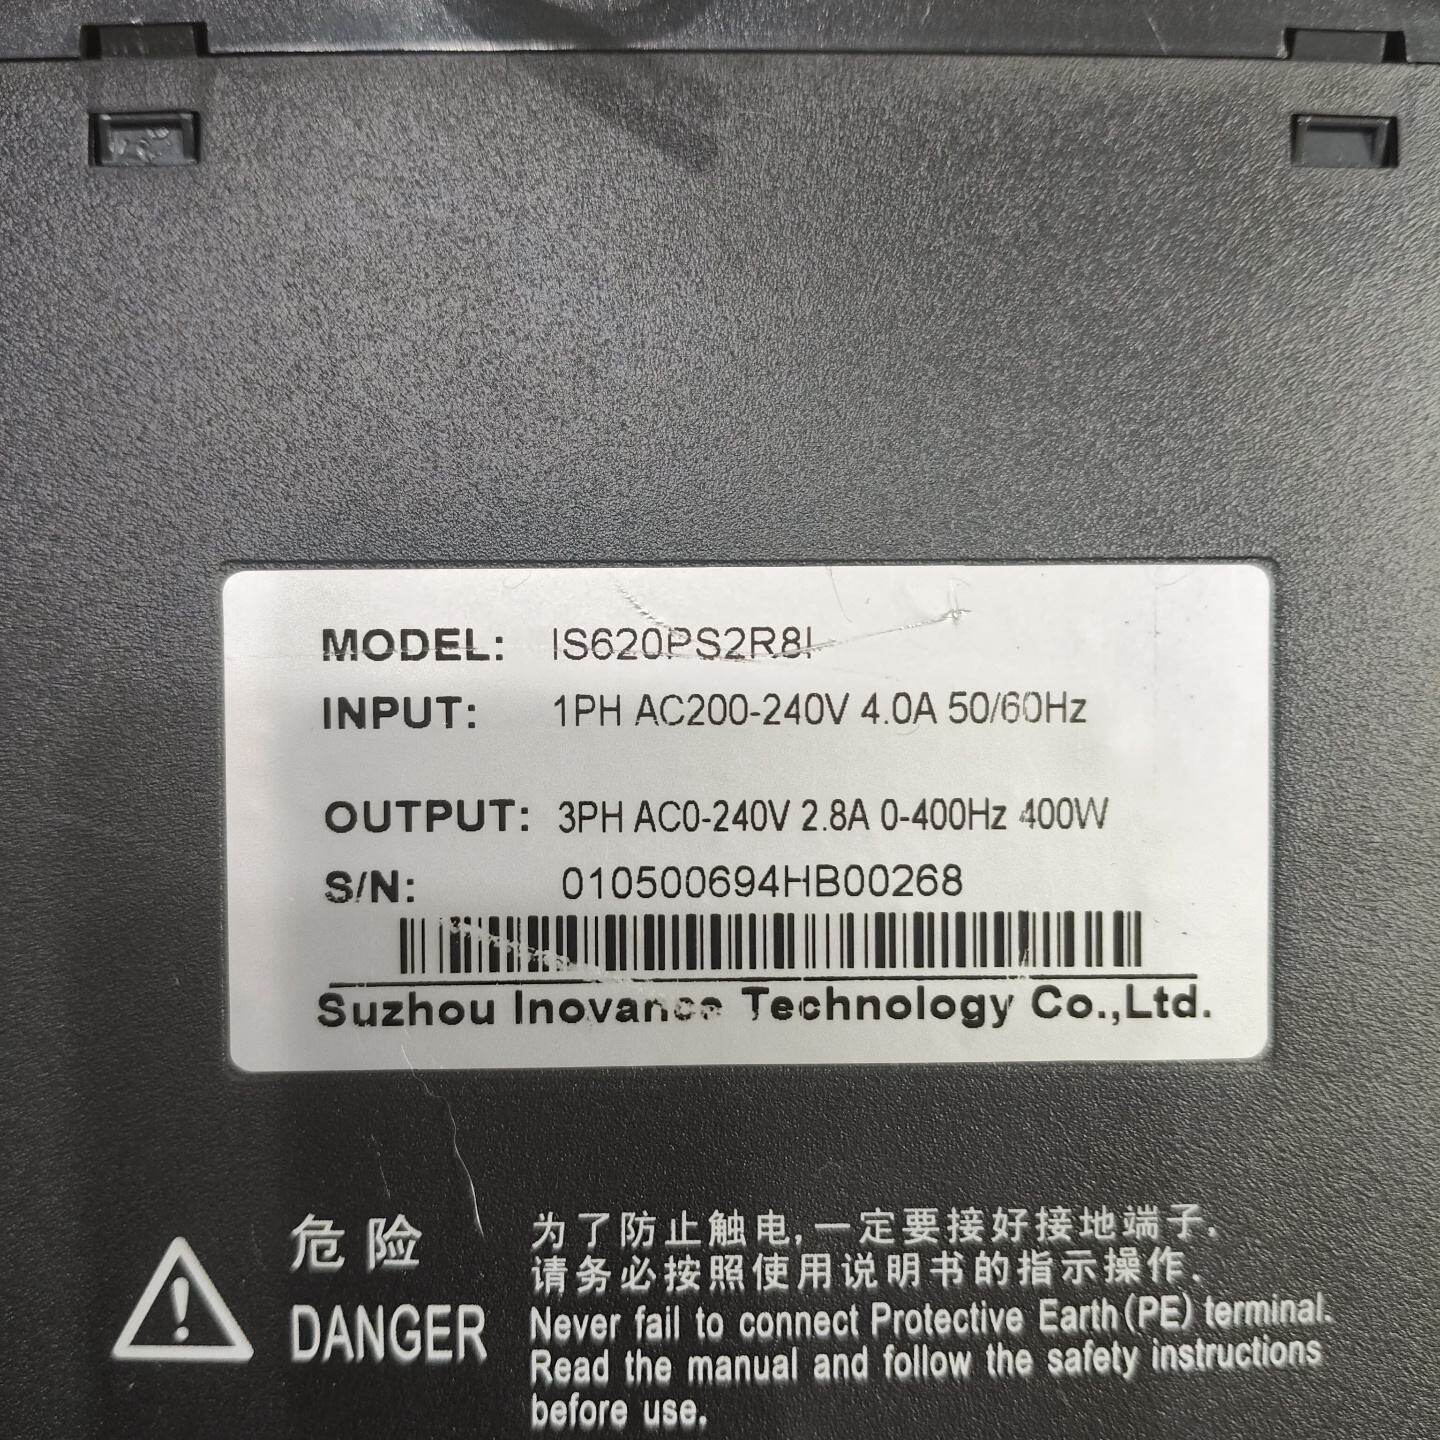 MODEL: IS620PS2R8I
INPUT: 1PH AC200-240V 4.0A 50/60Hz
OUTPUT: 3PH AC0-240V 2.8A 0-400Hz 400W
S/N: 010500694HB00268
Suzhou Inovance Technology Co.,Ltd.
危险
DANGER
为了防止触电,一定要接好接地端子.
请务必按照使用说明书的指示操作.
Never fail to connect Protective Earth(PE) terminal.
Read the manual and follow the safety instructions
before use.